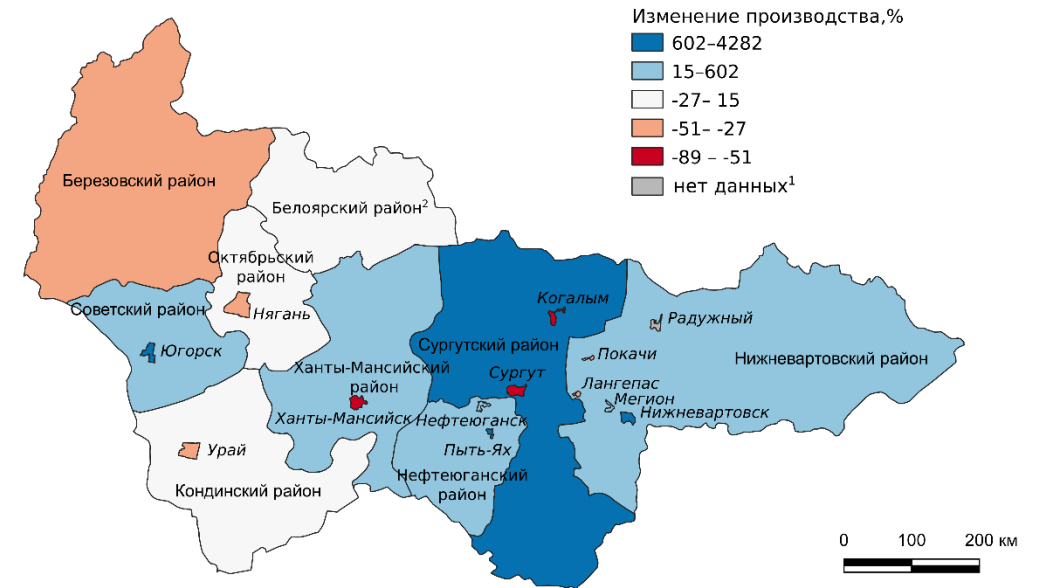 Изменение производства,%
602–4282
15–602
-27– 15
-51– -27
-89 – -51
нет данных¹
Березовский район
Белоярский район²
Октябрьский
район
Нягань
Советский район
Югорск
Когалым
Радужный
Сургутский район
Покачи
Нижневартовский район
Ханты-Мансийский
район
Сургут
Лангепас
Мегион
Ханты-Мансийск
Нефтеюганск
Нижневартовск
Пыть-Ях
Урай
Нефтеюганский
район
Кондинский район
0 100 200 км